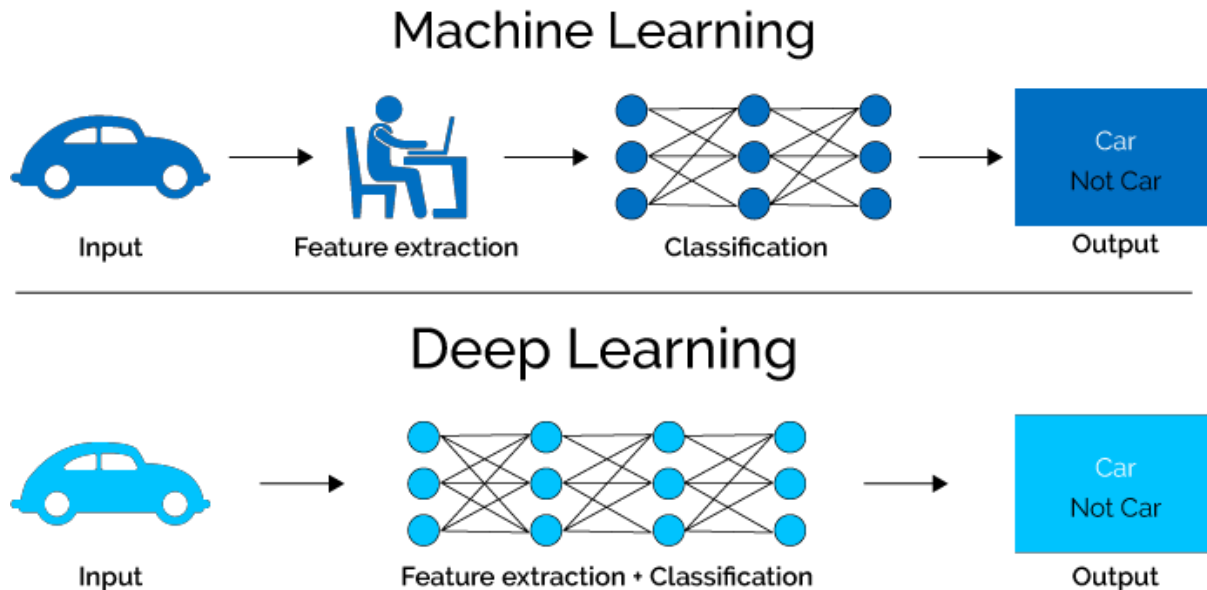 Machine Learning
Car
Not Car
Input
Feature extraction
Classification
Output
Deep Learning
Car
Not Car
Input
Feature extraction + Classification
Output